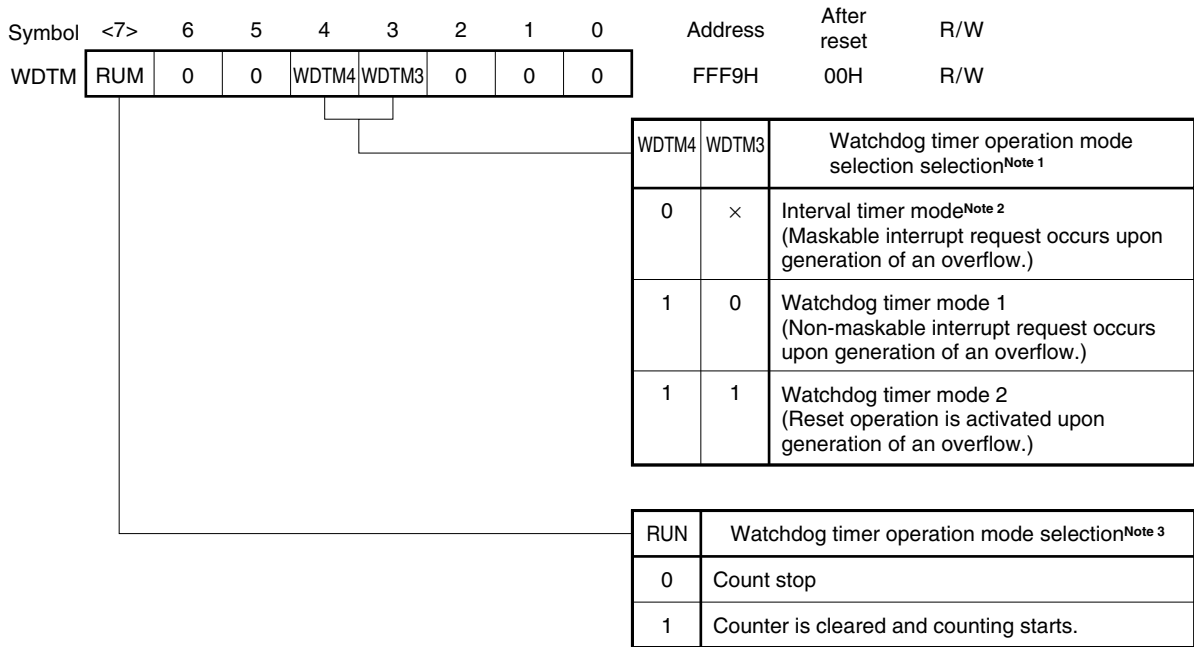 Symbol <7> 6 5 4 3 2 1 0 Address After reset R/W
WDTM RUM 0 0 WDTM4 WDTM3 0 0 0 FFF9H 00H R/W
WDTM4 WDTM3 Watchdog timer operation mode
selection selectionNote 1
0 × Interval timer modeNote 2
(Maskable interrupt request occurs upon
generation of an overflow.)
1 0 Watchdog timer mode 1
(Non-maskable interrupt request occurs
upon generation of an overflow.)
1 1 Watchdog timer mode 2
(Reset operation is activated upon
generation of an overflow.)
RUN Watchdog timer operation mode selectionNote 3
0 Count stop
1 Counter is cleared and counting starts.